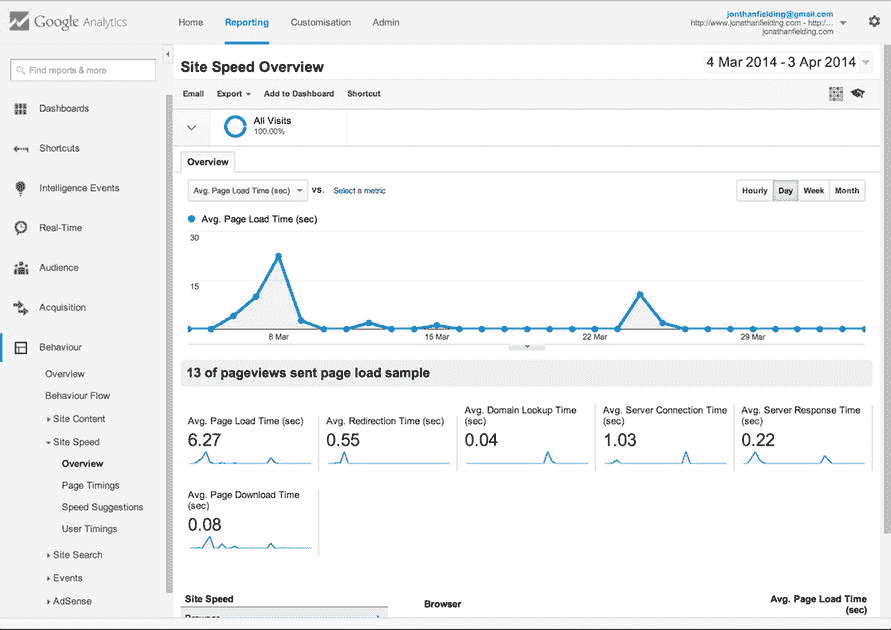 Google Analytics
Home Reporting Customisation Admin
jonthanfielding@gmail.com
http://www.jonathanfielding.com - http:/...
jonathanfielding.com
Find reports & more
Dashboards
Shortcuts
Intelligence Events
Real-Time
Audience
Acquisition
Behaviour
Overview
Behaviour Flow
Site Content
Site Speed
Overview
Page Timings
Speed Suggestions
User Timings
Site Search
Events
AdSense
Site Speed Overview
4 Mar 2014 - 3 Apr 2014
Email Export Add to Dashboard Shortcut
All Visits
100.00%
Overview
Avg. Page Load Time (sec) VS. Select a metric
Hourly Day Week Month
Avg. Page Load Time (sec)
30
15
8 Mar 15 Mar 22 Mar 29 Mar
13 of pageviews sent page load sample
Avg. Page Load Time (sec)
6.27
Avg. Redirection Time (sec)
0.55
Avg. Domain Lookup Time
(sec)
0.04
Avg. Server Connection Time
(sec)
1.03
Avg. Server Response Time
(sec)
0.22
Avg. Page Download Time
(sec)
0.08
Site Speed
Browser
Browser
Avg. Page Load Time
(sec)